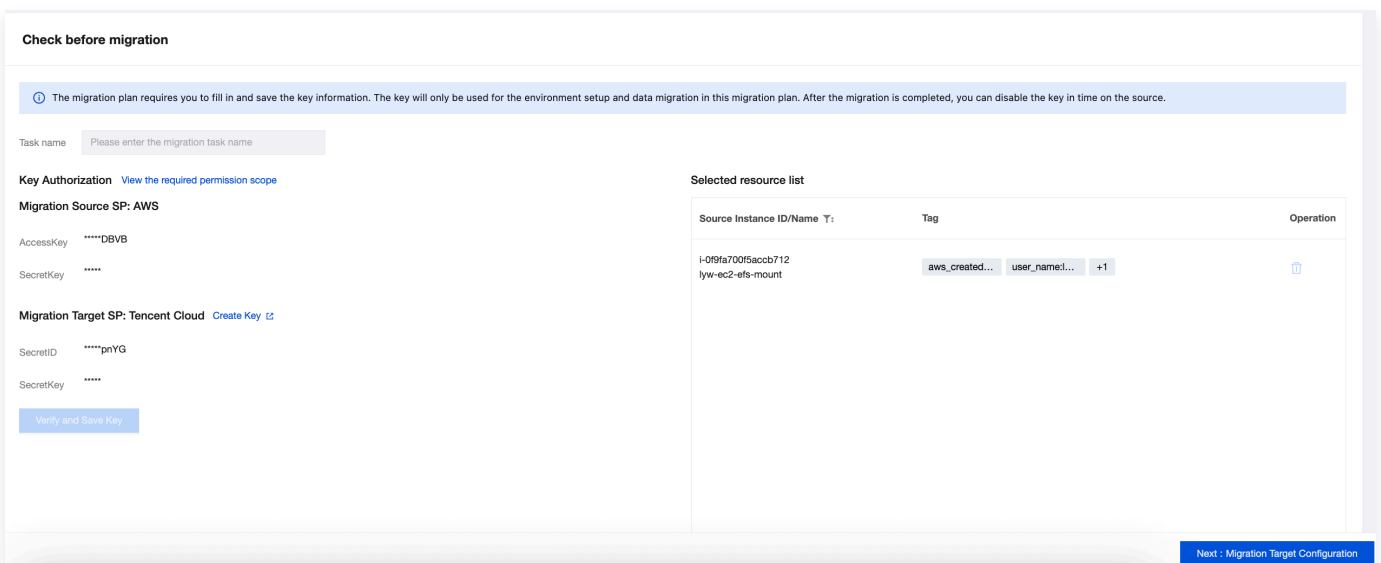 Check before migration
The migration plan requires you to fill in and save the key information. The key will only be used for the environment setup and data migration in this migration plan. After the migration is completed, you can disable the key in time on the source.
Task name Please enter the migration task name
Key Authorization View the required permission scope
Migration Source SP: AWS
AccessKey *****DBVB
SecretKey *****
Migration Target SP: Tencent Cloud Create Key
SecretID *****pnYG
SecretKey *****
Verify and Save Key
Selected resource list
Source Instance ID/Name Tag Operation
i-0f9fa700f5accb712
lyw-ec2-efs-mount
aws_created... user_name:l... +1
Next : Migration Target Configuration